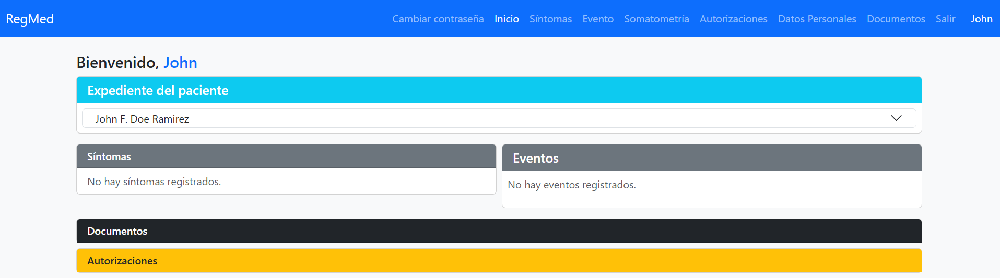 RegMed Cambiar contraseña Inicio Síntomas Evento Somatometría Autorizaciones Datos Personales Documentos Salir John
Bienvenido, John
Expediente del paciente
John F. Doe Ramirez
Síntomas
No hay síntomas registrados.
Eventos
No hay eventos registrados.
Documentos
Autorizaciones